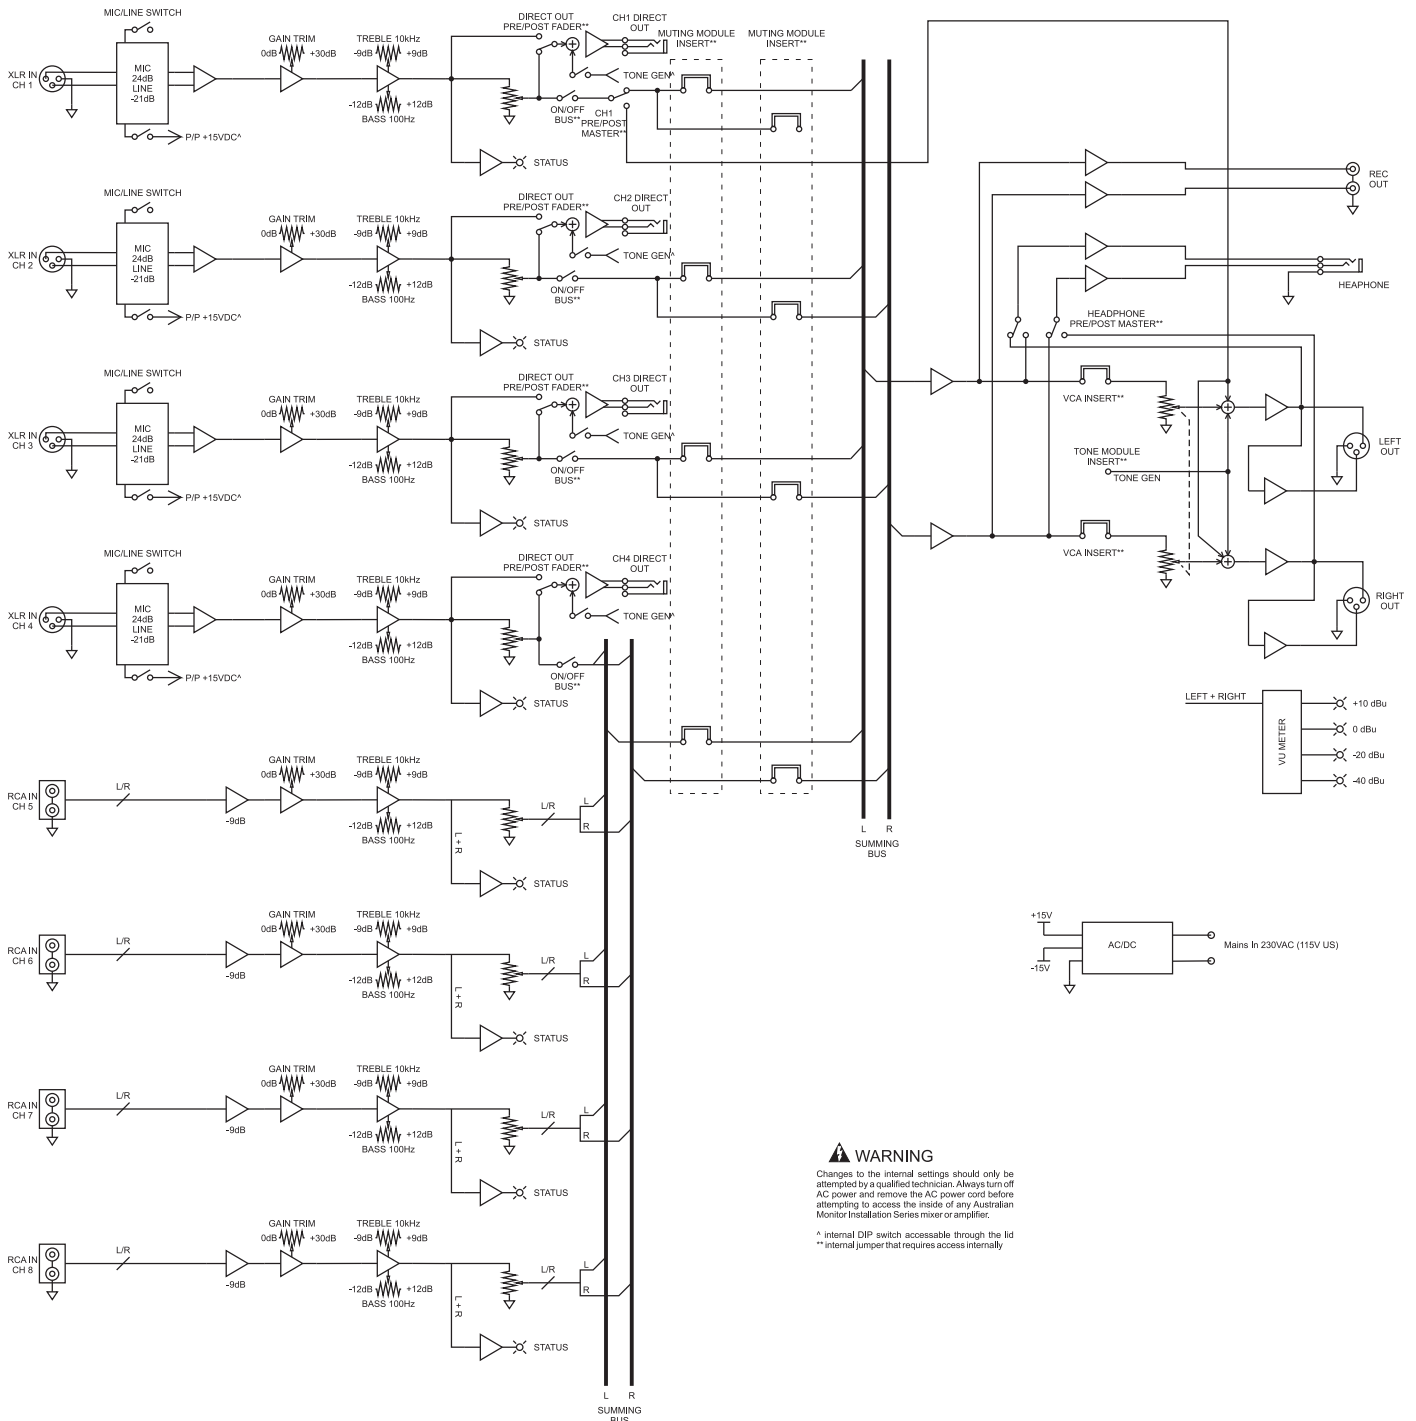 MIC/LINE SWITCH
XLR IN
CH 1
MIC
24dB
LINE
-21dB
P/P +15VDC^
GAIN TRIM
0dB
+30dB
TREBLE 10kHz
-9dB
+9dB
-12dB
+12dB
BASS 100Hz
DIRECT OUT
PRE/POST FADER**
CH1 DIRECT
OUT
TONE GEN^
ON/OFF
BUS**
CH1
PRE/POST
MASTER**
STATUS
MUTING MODULE
INSERT**
MUTING MODULE
INSERT**
MIC/LINE SWITCH
XLR IN
CH 2
MIC
24dB
LINE
-21dB
P/P +15VDC^
GAIN TRIM
0dB
+30dB
TREBLE 10kHz
-9dB
+9dB
-12dB
+12dB
BASS 100Hz
DIRECT OUT
PRE/POST FADER**
CH2 DIRECT
OUT
TONE GEN^
ON/OFF
BUS**
STATUS
MIC/LINE SWITCH
XLR IN
CH 3
MIC
24dB
LINE
-21dB
P/P +15VDC^
GAIN TRIM
0dB
+30dB
TREBLE 10kHz
-9dB
+9dB
-12dB
+12dB
BASS 100Hz
DIRECT OUT
PRE/POST FADER**
CH3 DIRECT
OUT
TONE GEN^
ON/OFF
BUS**
STATUS
MIC/LINE SWITCH
XLR IN
CH 4
MIC
24dB
LINE
-21dB
P/P +15VDC^
GAIN TRIM
0dB
+30dB
TREBLE 10kHz
-9dB
+9dB
-12dB
+12dB
BASS 100Hz
DIRECT OUT
PRE/POST FADER**
CH4 DIRECT
OUT
TONE GEN^
ON/OFF
BUS**
STATUS
RCA IN
CH 5
L/R
-9dB
GAIN TRIM
0dB
+30dB
TREBLE 10kHz
-9dB
+9dB
-12dB
+12dB
BASS 100Hz
L + R
L/R
L
R
STATUS
RCA IN
CH 6
L/R
-9dB
GAIN TRIM
0dB
+30dB
TREBLE 10kHz
-9dB
+9dB
-12dB
+12dB
BASS 100Hz
L + R
L/R
L
R
STATUS
RCA IN
CH 7
L/R
-9dB
GAIN TRIM
0dB
+30dB
TREBLE 10kHz
-9dB
+9dB
-12dB
+12dB
BASS 100Hz
L + R
L/R
L
R
STATUS
RCA IN
CH 8
L/R
-9dB
GAIN TRIM
0dB
+30dB
TREBLE 10kHz
-9dB
+9dB
-12dB
+12dB
BASS 100Hz
L + R
L/R
L
R
STATUS
L R
SUMMING
BUS
L R
SUMMING
BUS
REC
OUT
HEAPHONE
HEADPHONE
PRE/POST MASTER**
VCA INSERT**
TONE MODULE
INSERT**
TONE GEN
VCA INSERT**
LEFT
OUT
RIGHT
OUT
LEFT + RIGHT
VU METER
+10 dBu
0 dBu
-20 dBu
-40 dBu
+15V
-15V
AC/DC
Mains In 230VAC (115V US)
WARNING
Changes to the internal settings should only be
attempted by a qualified technician. Always turn off
AC power and remove the AC power cord before
attempting to access the inside of any Australian
Monitor Installation Series mixer or amplifier.
^ internal DIP switch accessable through the lid
** internal jumper that requires access internally